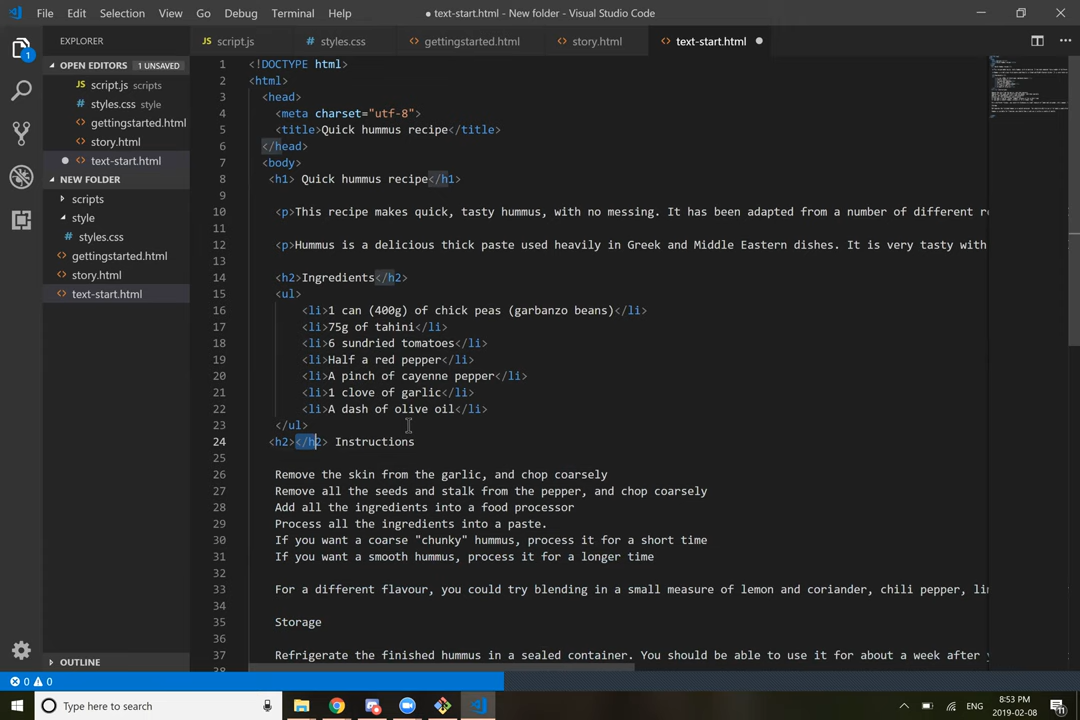 File Edit Selection View Go Debug Terminal Help
● text-start.html - New folder - Visual Studio Code
EXPLORER
OPEN EDITORS 1 UNSAVED
script.js scripts
styles.css style
gettingstarted.html
story.html
text-start.html
NEW FOLDER
scripts
style
styles.css
gettingstarted.html
story.html
text-start.html
OUTLINE
1
script.js styles.css gettingstarted.html story.html text-start.html
1 <!DOCTYPE html>
2 <html>
3 <head>
4 <meta charset="utf-8">
5 <title>Quick hummus recipe</title>
6 </head>
7 <body>
8 <h1> Quick hummus recipe</h1>
9
10 <p>This recipe makes quick, tasty hummus, with no messing. It has been adapted from a number of different
11
12 <p>Hummus is a delicious thick paste used heavily in Greek and Middle Eastern dishes. It is very tasty with
13
14 <h2>Ingredients</h2>
15 <ul>
16 <li>1 can (400g) of chick peas (garbanzo beans)</li>
17 <li>75g of tahini</li>
18 <li>6 sundried tomatoes</li>
19 <li>Half a red pepper</li>
20 <li>A pinch of cayenne pepper</li>
21 <li>1 clove of garlic</li>
22 <li>A dash of olive oil</li>
23 </ul>
24 <h2></h2> Instructions
25
26 Remove the skin from the garlic, and chop coarsely
27 Remove all the seeds and stalk from the pepper, and chop coarsely
28 Add all the ingredients into a food processor
29 Process all the ingredients into a paste.
30 If you want a coarse "chunky" hummus, process it for a short time
31 If you want a smooth hummus, process it for a longer time
32
33 For a different flavour, you could try blending in a small measure of lemon and coriander, chili pepper,
34
35 Storage
36
37 Refrigerate the finished hummus in a sealed container. You should be able to use it for about a week after
38
0 0
Type here to search
ENG
8:53 PM
2019-02-08
11